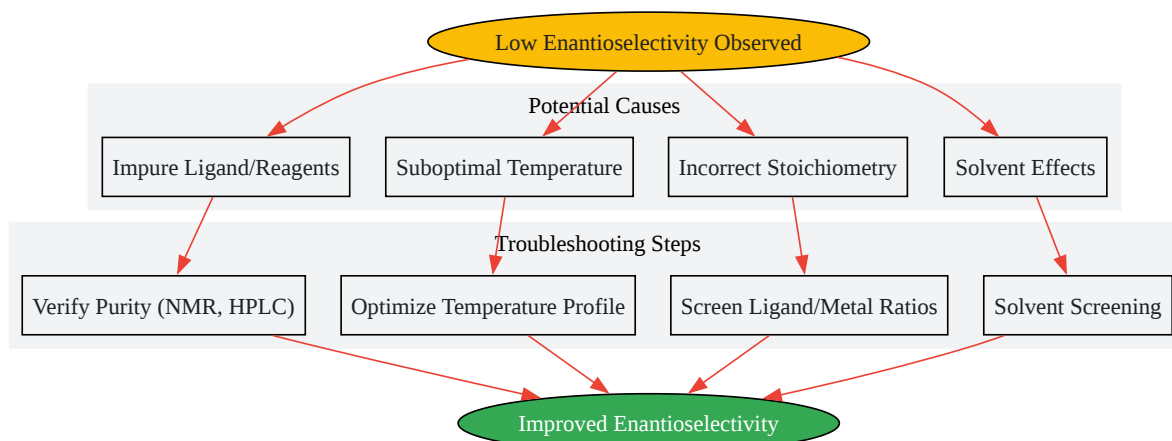 Low Enantioselectivity Observed
Potential Causes
Impure Ligand/Reagents
Suboptimal Temperature
Incorrect Stoichiometry
Solvent Effects
Troubleshooting Steps
Verify Purity (NMR, HPLC)
Optimize Temperature Profile
Screen Ligand/Metal Ratios
Solvent Screening
Improved Enantioselectivity